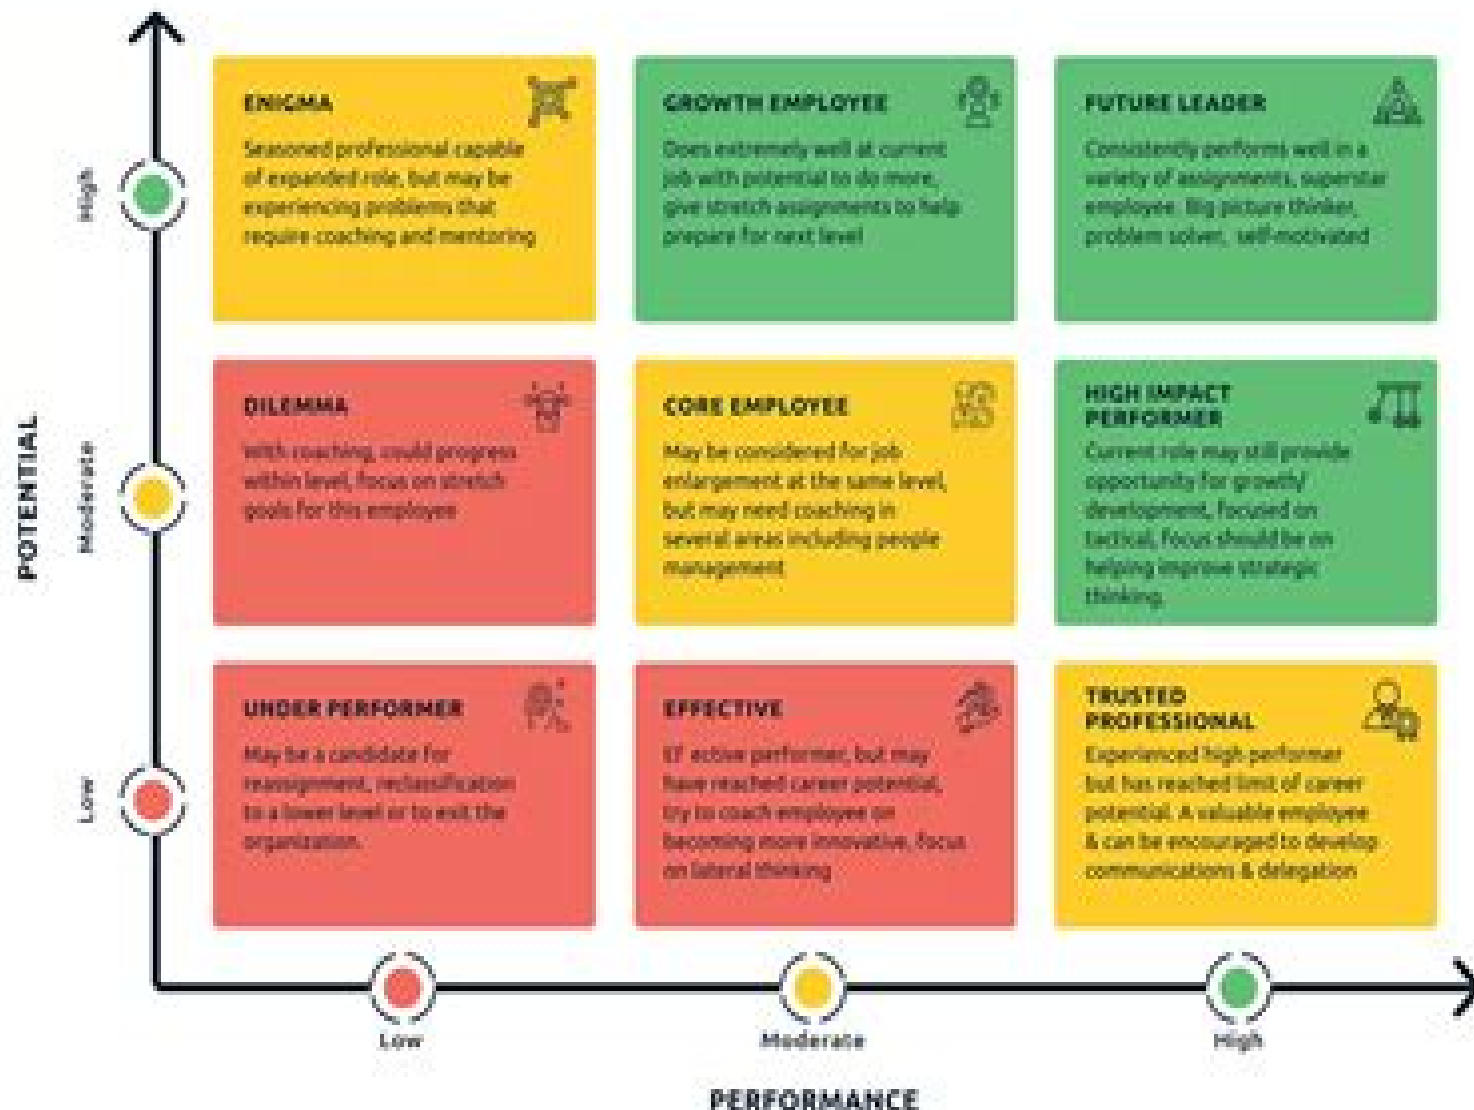 ENIGMA
Seasoned professional capable
of expanded role, but may be
experiencing problems that
require coaching and mentoring
GROWTH EMPLOYEE
Does extremely well at current
job with potential to do more,
give stretch assignments to help
prepare for next level
FUTURE LEADER
Consistently performs well in a
variety of assignments, superstar
employee. Big picture thinker,
problem solver, self-motivated
High
DILEMMA
With coaching, could progress
within level, focus on stretch
goals for this employee
CORE EMPLOYEE
May be considered for job
enlargement at the same level,
but may need coaching in
several areas including people
management
HIGH IMPACT
PERFORMER
Current role may still provide
opportunity for growth/
development, focused on
tactical, focus should be on
helping improve strategic
thinking.
POTENTIAL
Moderate
UNDER PERFORMER
May be a candidate for
reassignment, reclassification
to a lower level or to exit the
organization.
EFFECTIVE
Ef ective performer, but may
have reached career potential,
try to coach employee on
becoming more innovative, focus
on lateral thinking
TRUSTED
PROFESSIONAL
Experienced high performer
but has reached limit of career
potential. A valuable employee
& can be encouraged to develop
communications & delegation
Low
Low
Moderate
High
PERFORMANCE